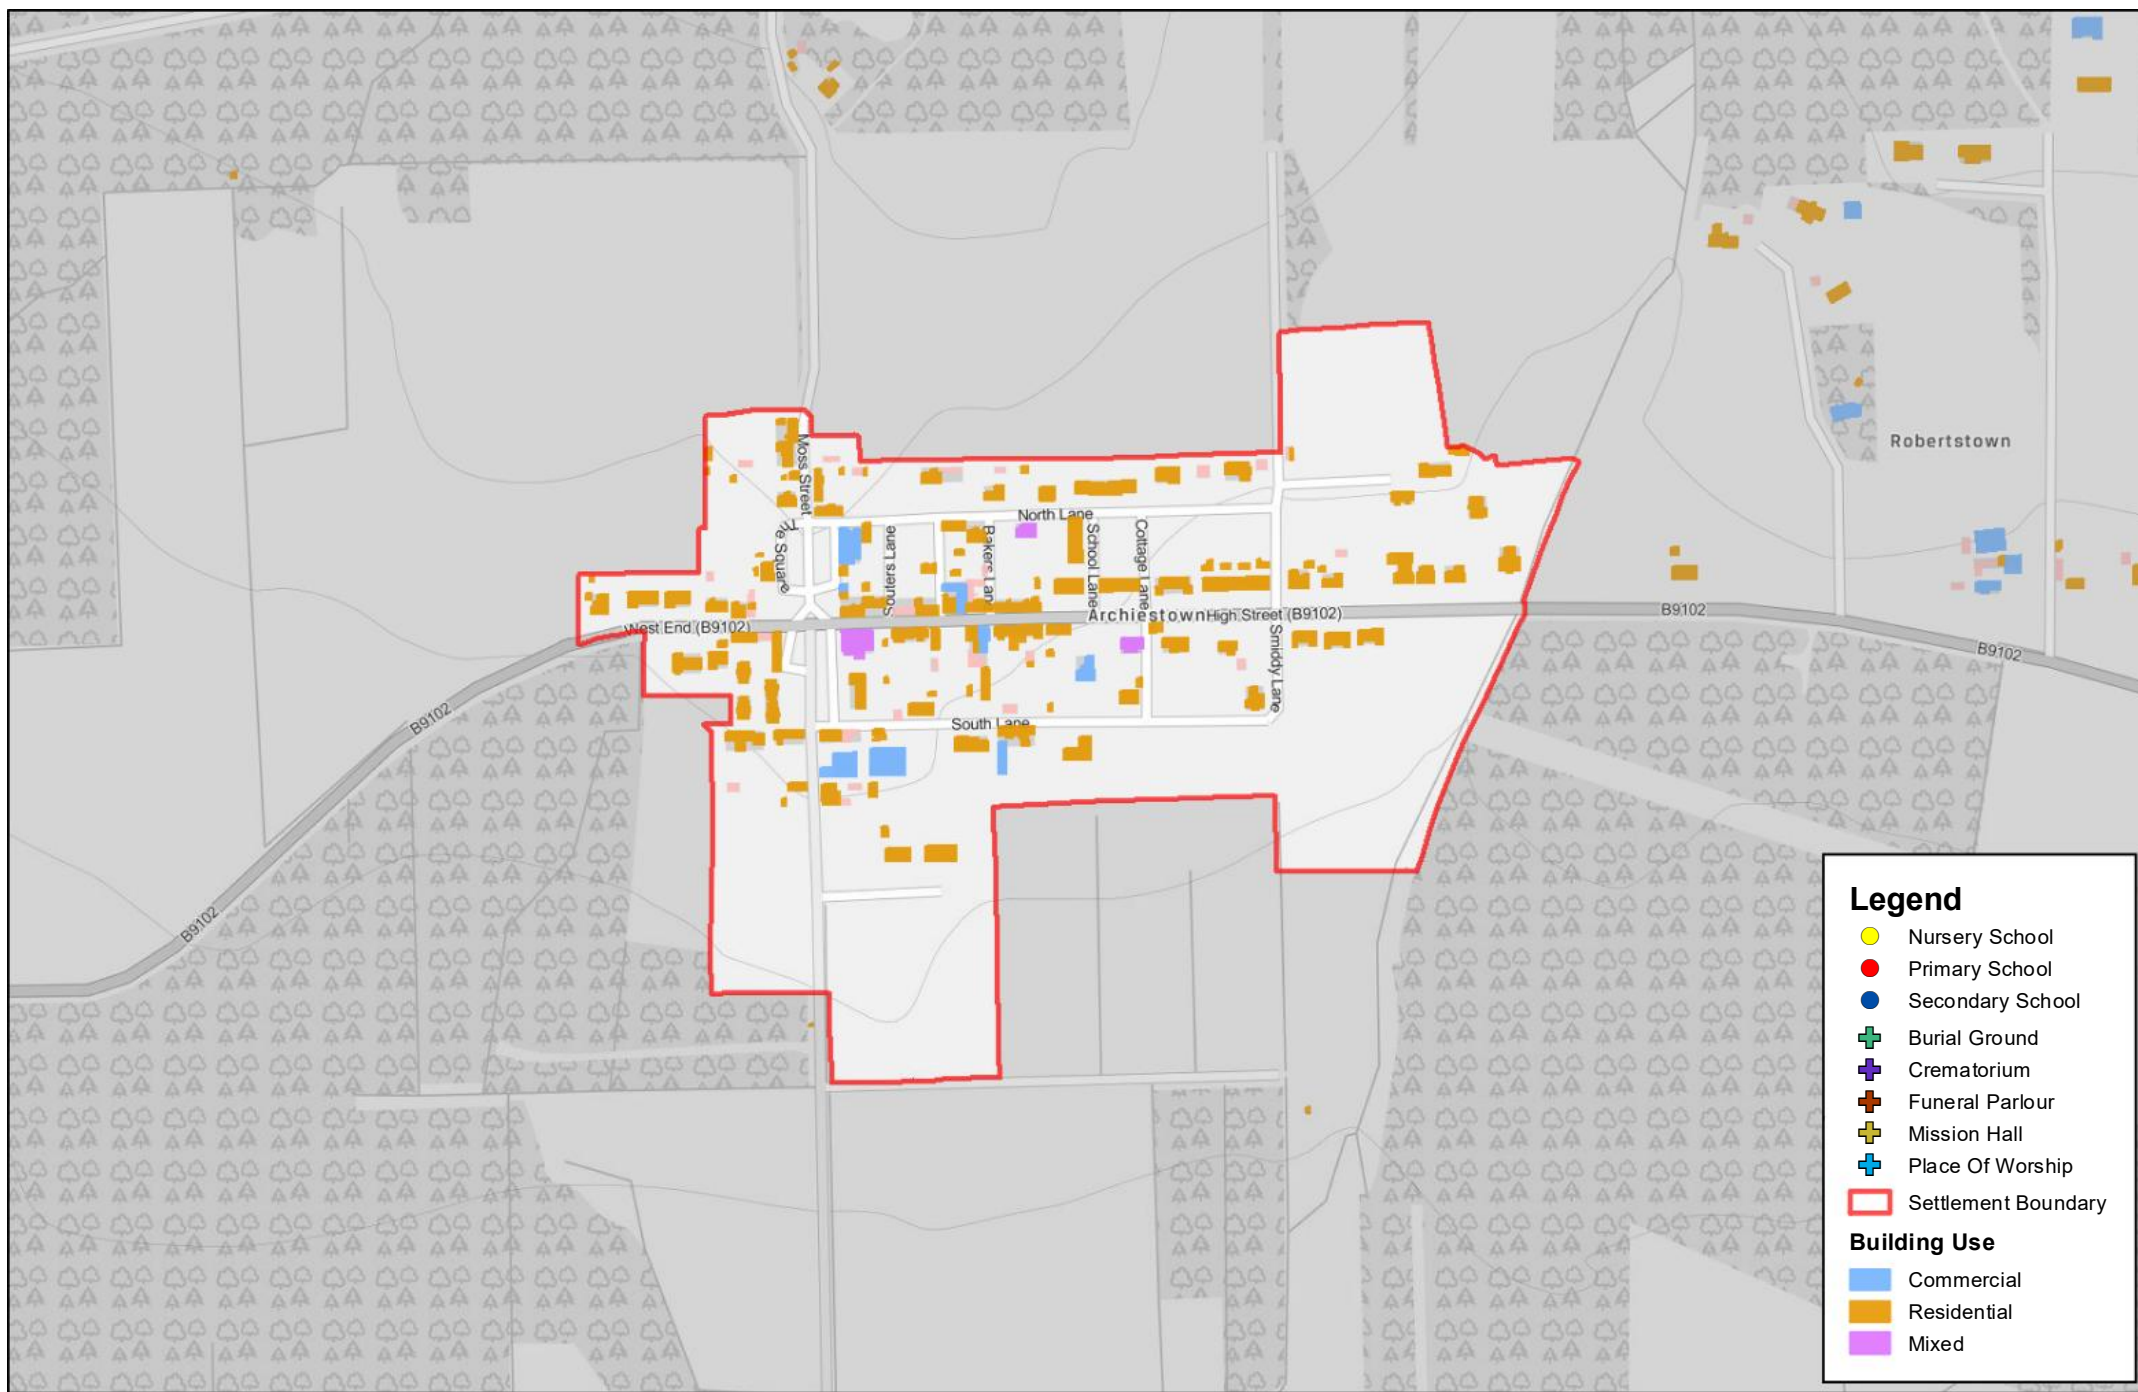 Robertstown
Moss Street
North Lane
The Square
Souters Lane
Bakers Lane
School Lane
Cottage Lane
Archiestown
High Street (B9102)
B9102
West End (B9102)
B9102
Smiddy Lane
B9102
South Lane
B9102
Legend
Nursery School
Primary School
Secondary School
Burial Ground
Crematorium
Funeral Parlour
Mission Hall
Place Of Worship
Settlement Boundary
Building Use
Commercial
Residential
Mixed